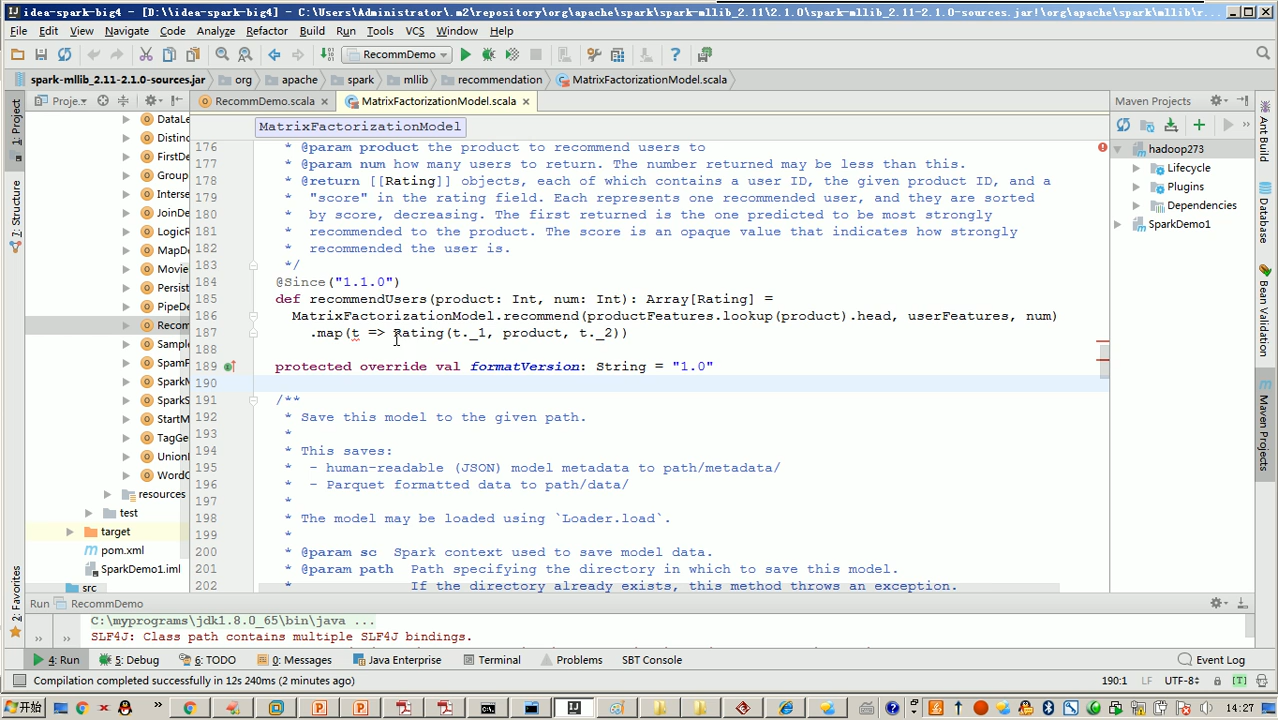 idea-spark-big4 - [D:\\idea-spark-big4] - C:\Users\Administrator\.m2\repository\org\apache\spark\spark-mllib_2.11\2.1.0\spark-mllib_2.11-2.1.0-sources.jar!\org\apache\spark\mllib\r...
File Edit View Navigate Code Analyze Refactor Build Run Tools VCS Window Help
RecommDemo
spark-mllib_2.11-2.1.0-sources.jar org apache spark mllib recommendation MatrixFactorizationModel.scala
1: Project
7: Structure
2: Favorites
Proje..
RecommDemo.scala
MatrixFactorizationModel.scala
MatrixFactorizationModel
DataLe
Distinc
FirstDe
Group
Interse
JoinDe
LogicR
MapD
Movie
Persist
PipeDe
Recom
Sampl
SpamF
SparkM
SparkS
StartM
TagGe
Union
WordC
resources
test
target
pom.xml
SparkDemo1.iml
src
176 * @param product the product to recommend users to
177 * @param num how many users to return. The number returned may be less than this.
178 * @return [[Rating]] objects, each of which contains a user ID, the given product ID, and a
179 * "score" in the rating field. Each represents one recommended user, and they are sorted
180 * by score, decreasing. The first returned is the one predicted to be most strongly
181 * recommended to the product. The score is an opaque value that indicates how strongly
182 * recommended the user is.
183 */
184 @Since("1.1.0")
185 def recommendUsers(product: Int, num: Int): Array[Rating] =
186 MatrixFactorizationModel.recommend(productFeatures.lookup(product).head, userFeatures, num)
187 .map(t => Rating(t._1, product, t._2))
188
189 protected override val formatVersion: String = "1.0"
190
191 /**
192 * Save this model to the given path.
193 *
194 * This saves:
195 * - human-readable (JSON) model metadata to path/metadata/
196 * - Parquet formatted data to path/data/
197 *
198 * The model may be loaded using `Loader.load`.
199 *
200 * @param sc Spark context used to save model data.
201 * @param path Path specifying the directory in which to save this model.
202 * If the directory already exists, this method throws an exception.
Maven Projects
hadoop273
Lifecycle
Plugins
Dependencies
SparkDemo1
Ant Build
Database
Bean Validation
Maven Projects
Run RecommDemo
C:\myprograms\jdk1.8.0_65\bin\java ...
SLF4J: Class path contains multiple SLF4J bindings.
4: Run 5: Debug 6: TODO 0: Messages Java Enterprise Terminal Problems SBT Console Event Log
Compilation completed successfully in 12s 240ms (2 minutes ago) 190:1 LF UTF-8 [T]
开始 14:27